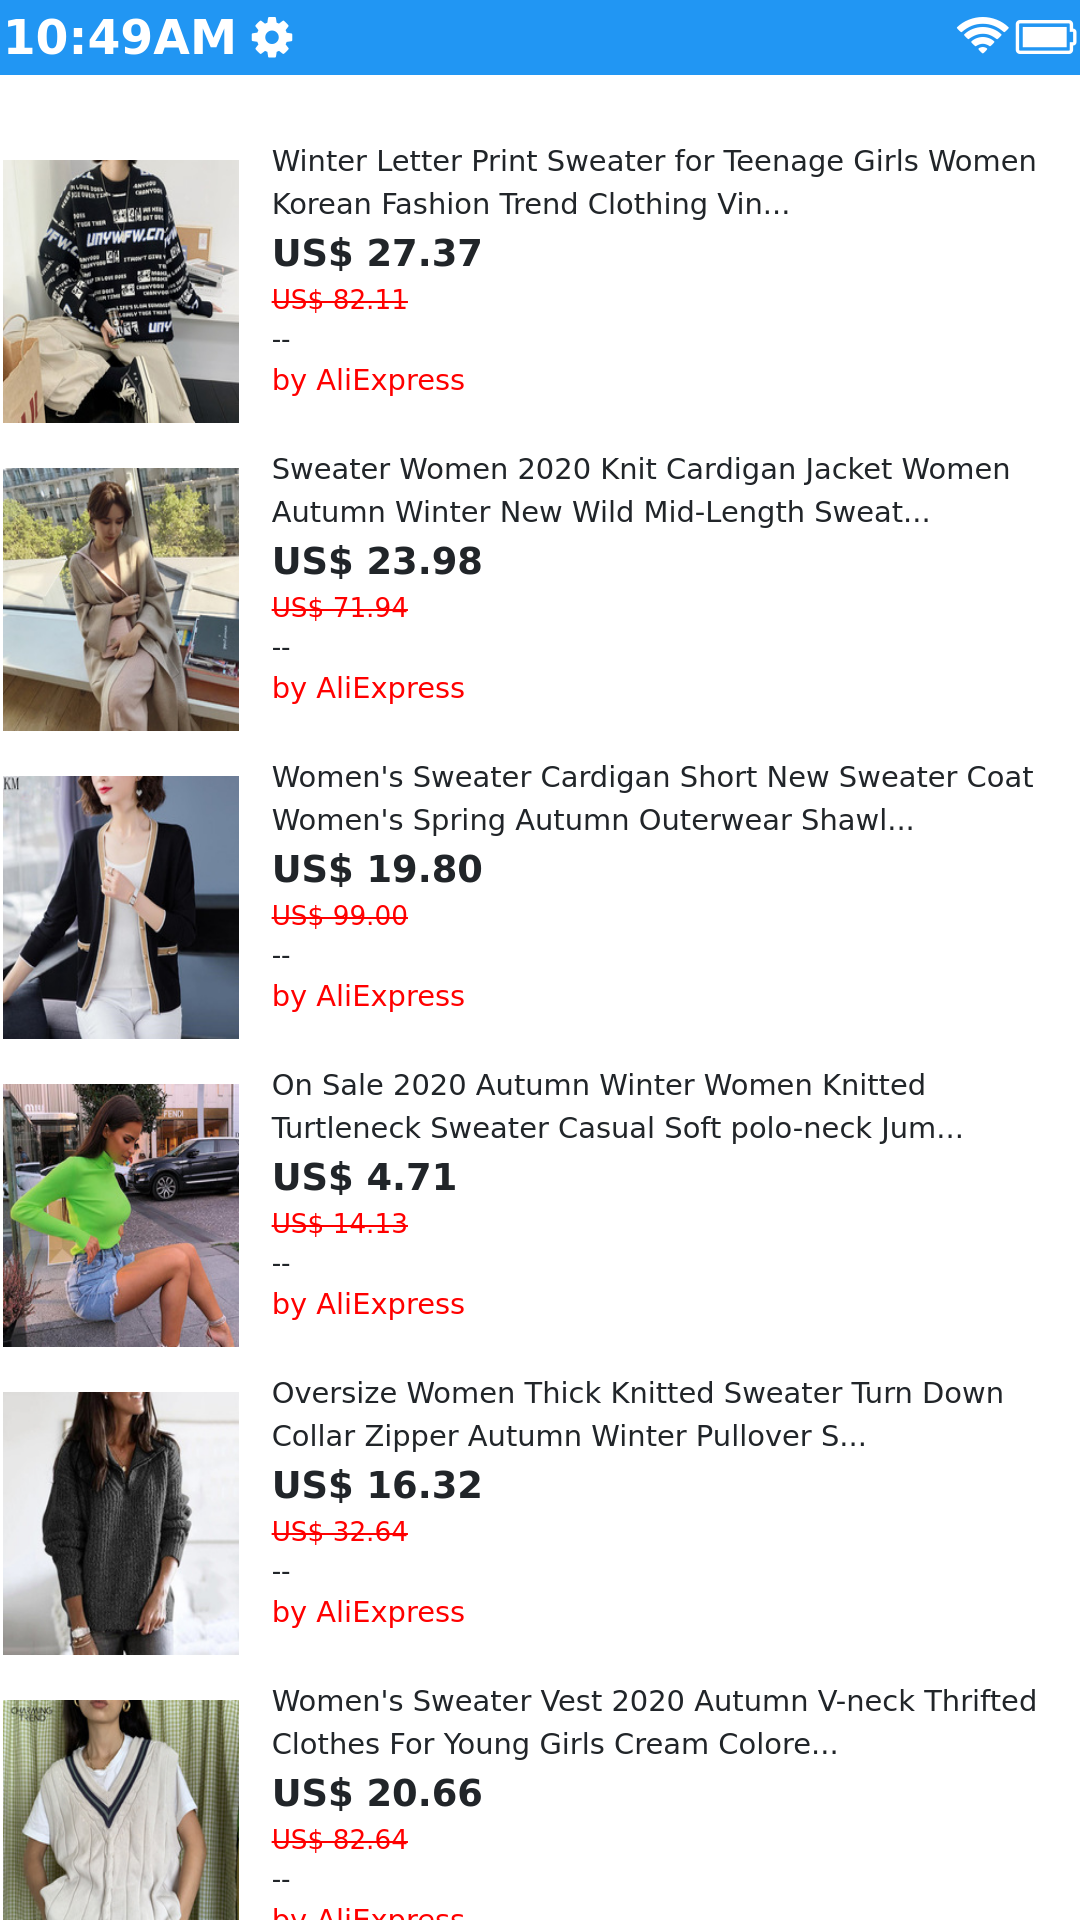 10:49AM
Winter Letter Print Sweater for Teenage Girls Women
Korean Fashion Trend Clothing Vin...
US$ 27.37
US$ 82.11
--
by AliExpress
Sweater Women 2020 Knit Cardigan Jacket Women
Autumn Winter New Wild Mid-Length Sweat...
US$ 23.98
US$ 71.94
--
by AliExpress
KM
Women's Sweater Cardigan Short New Sweater Coat
Women's Spring Autumn Outerwear Shawl...
US$ 19.80
US$ 99.00
--
by AliExpress
FENDI
On Sale 2020 Autumn Winter Women Knitted
Turtleneck Sweater Casual Soft polo-neck Jum...
US$ 4.71
US$ 14.13
--
by AliExpress
Oversize Women Thick Knitted Sweater Turn Down
Collar Zipper Autumn Winter Pullover S...
US$ 16.32
US$ 32.64
--
by AliExpress
CHARMING
TREND
Women's Sweater Vest 2020 Autumn V-neck Thrifted
Clothes For Young Girls Cream Colore...
US$ 20.66
US$ 82.64
--
by AliExpress